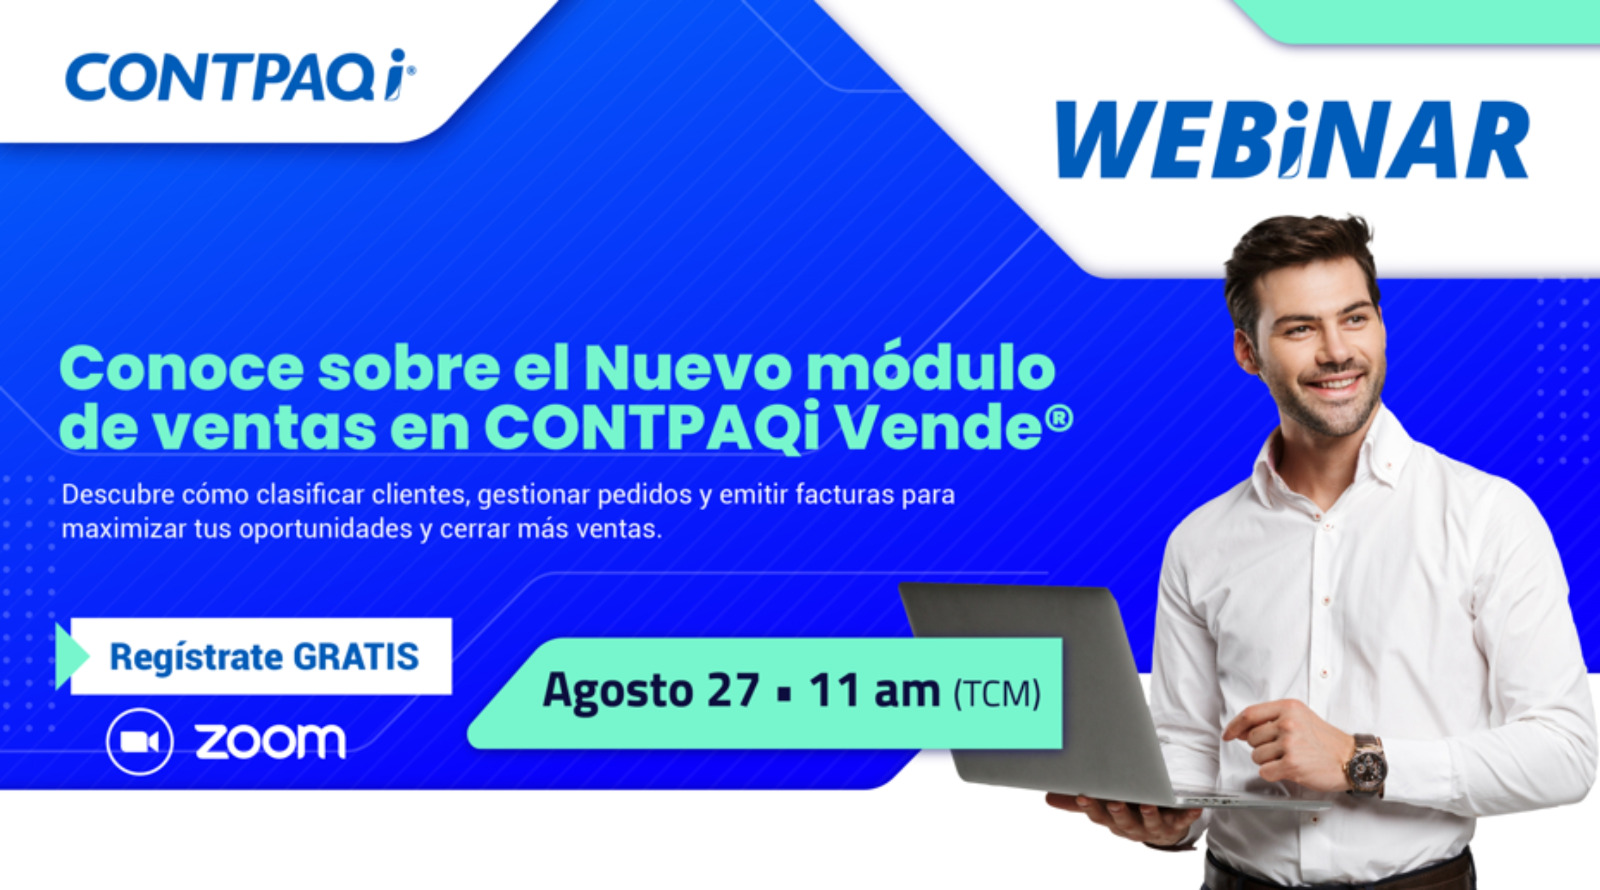 CONTPAQi®
WEBiNAR
Conoce sobre el Nuevo módulo
de ventas en CONTPAQi Vende®
Descubre cómo clasificar clientes, gestionar pedidos y emitir facturas para
maximizar tus oportunidades y cerrar más ventas.
Regístrate GRATIS
Agosto 27 ▪ 11 am (TCM)
zoom